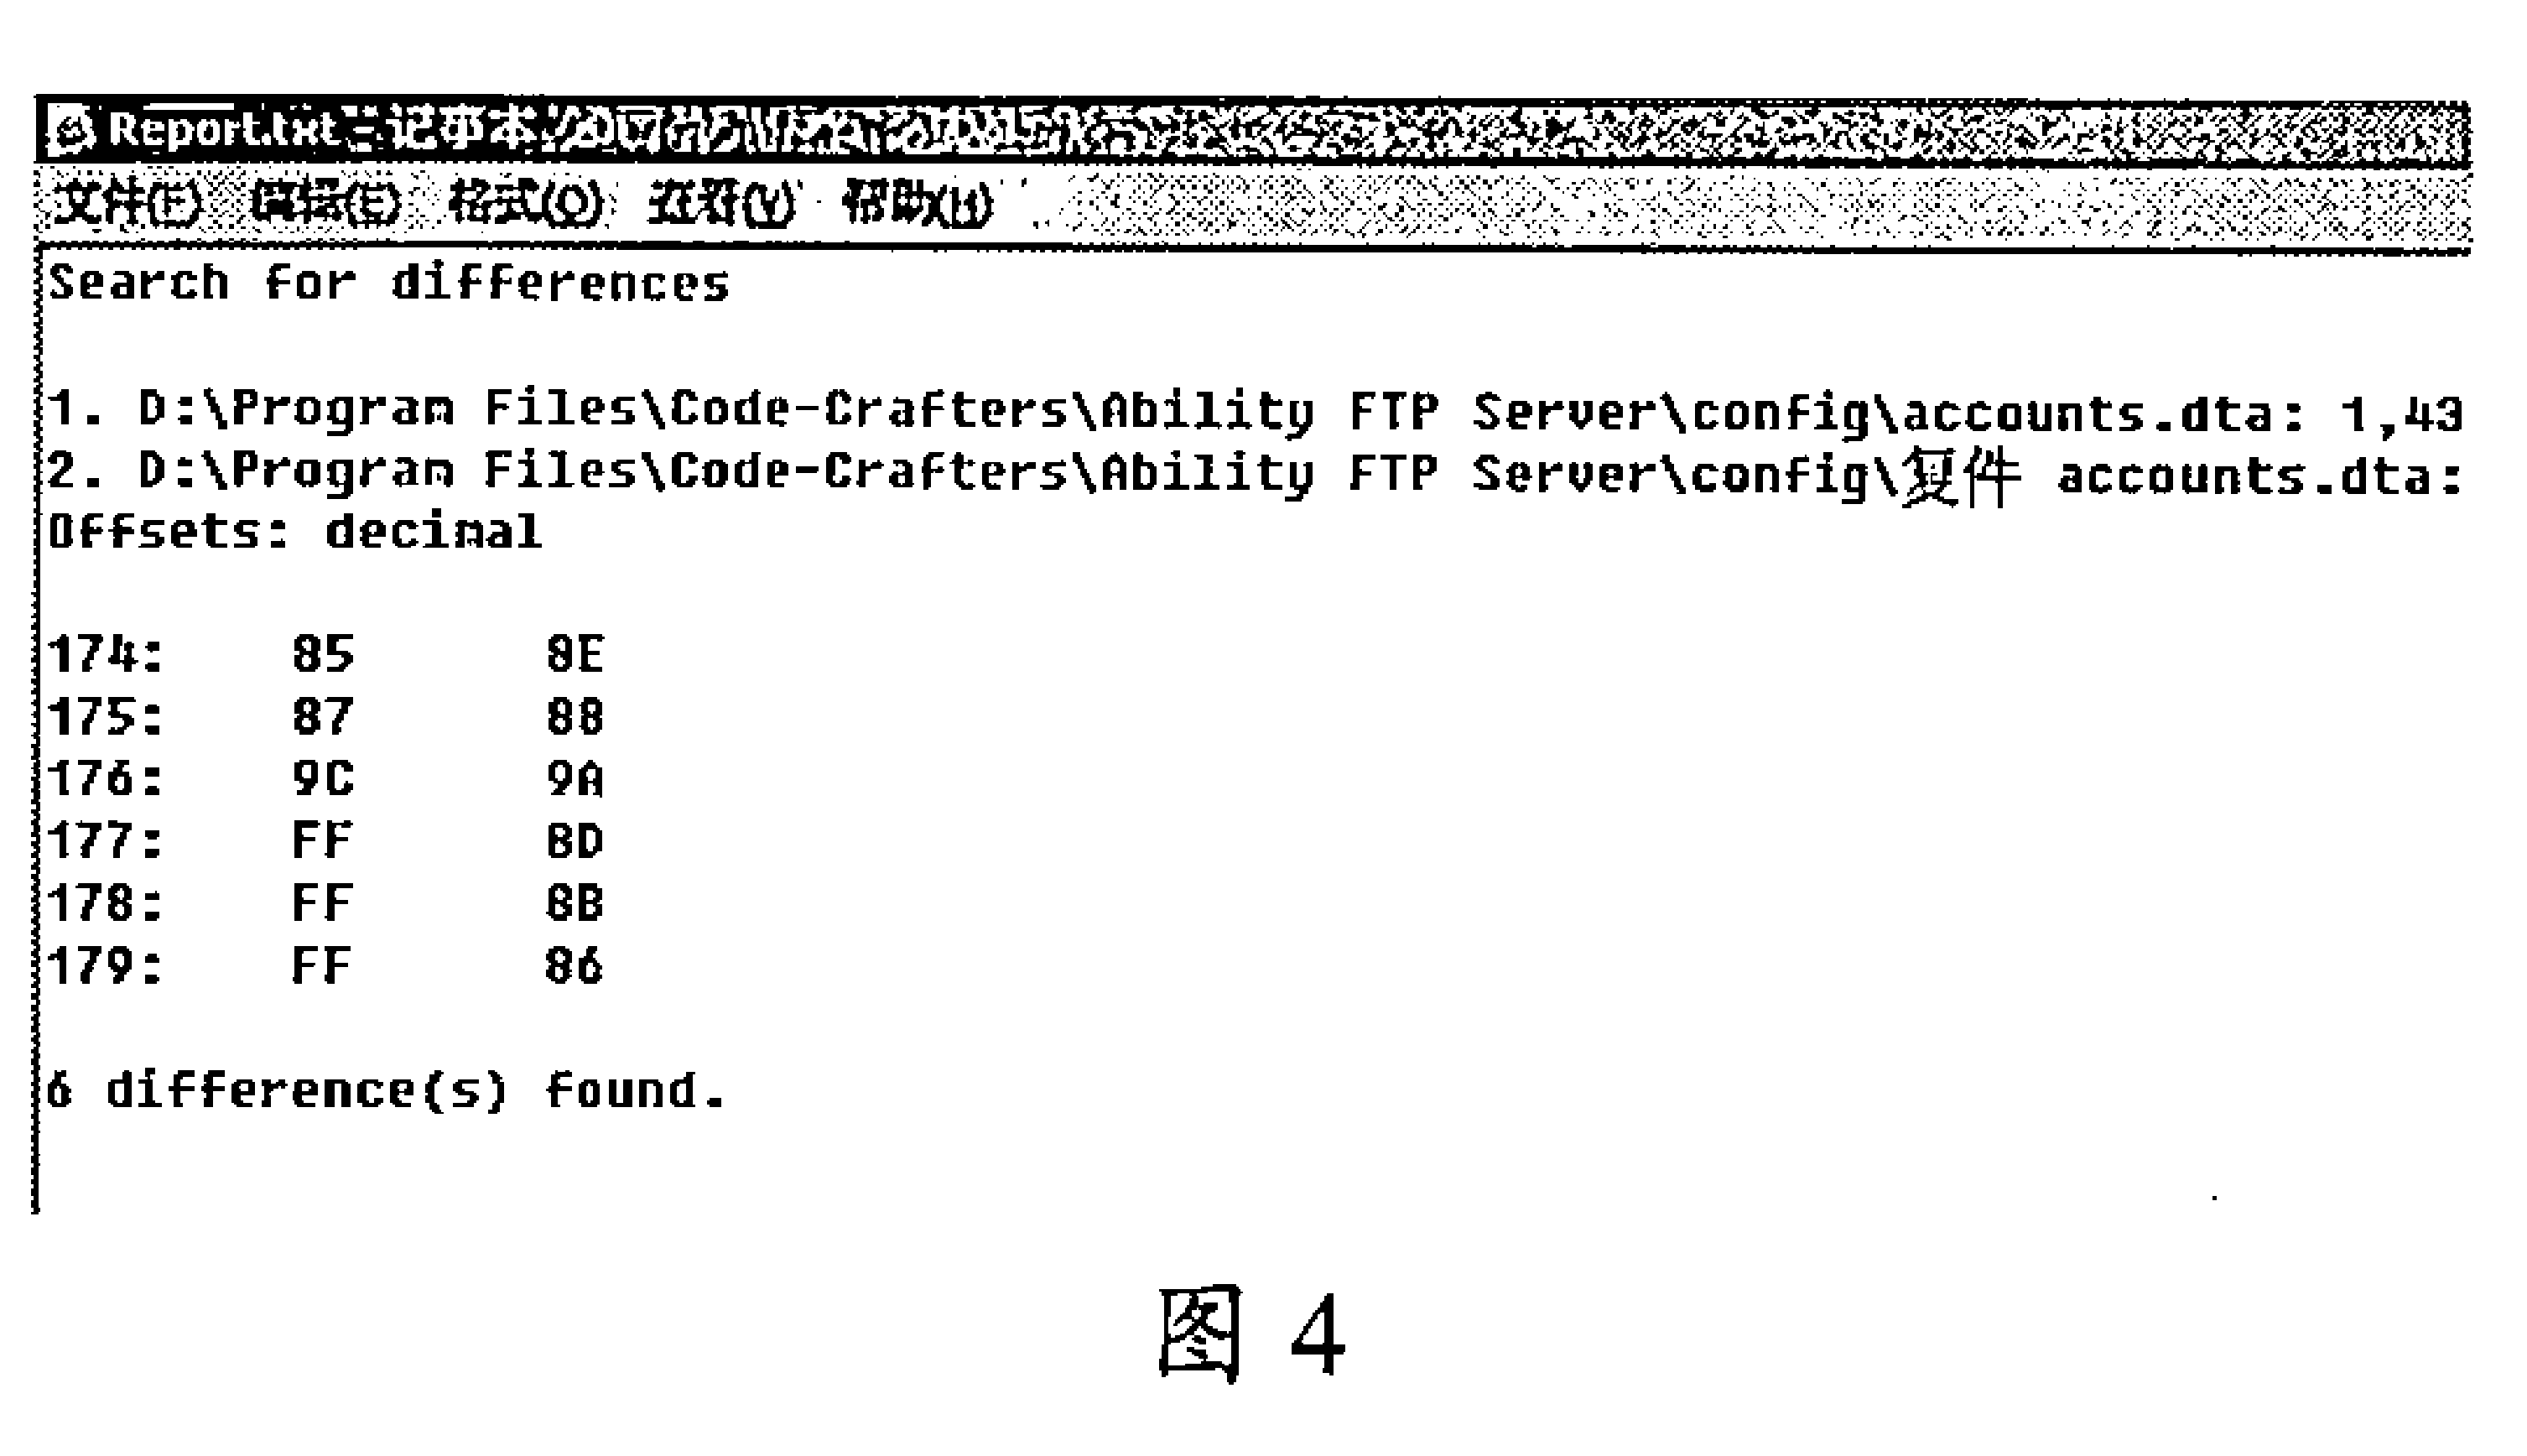 Report.txt - 记事本
文件(F) 编辑(E) 格式(O) 查看(V) 帮助(H)
Search for differences
1. D:\Program Files\Code-Crafters\Ability FTP Server\config\accounts.dta: 1,43
2. D:\Program Files\Code-Crafters\Ability FTP Server\config\复件 accounts.dta:
Offsets: decimal
174: 85 8E
175: 87 88
176: 9C 9A
177: FF 8D
178: FF 8B
179: FF 86
6 difference(s) found.
图 4